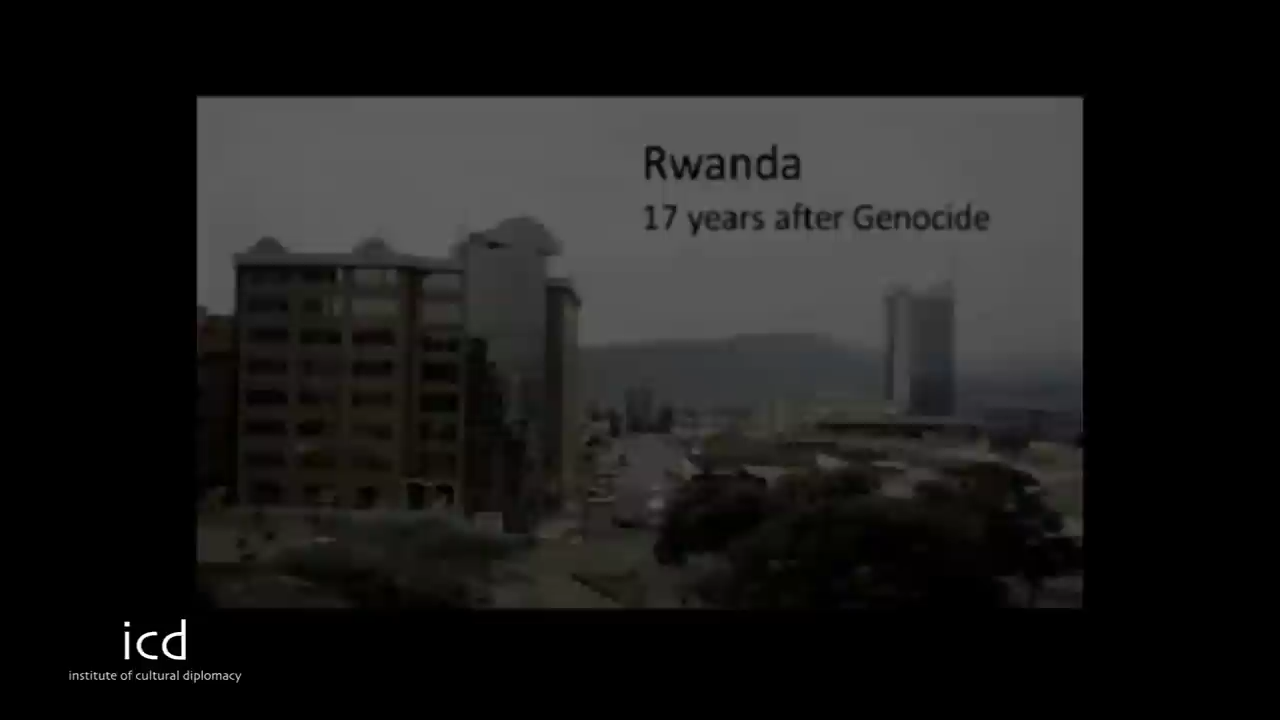 Rwanda
17 years after Genocide
icd
institute of cultural diplomacy